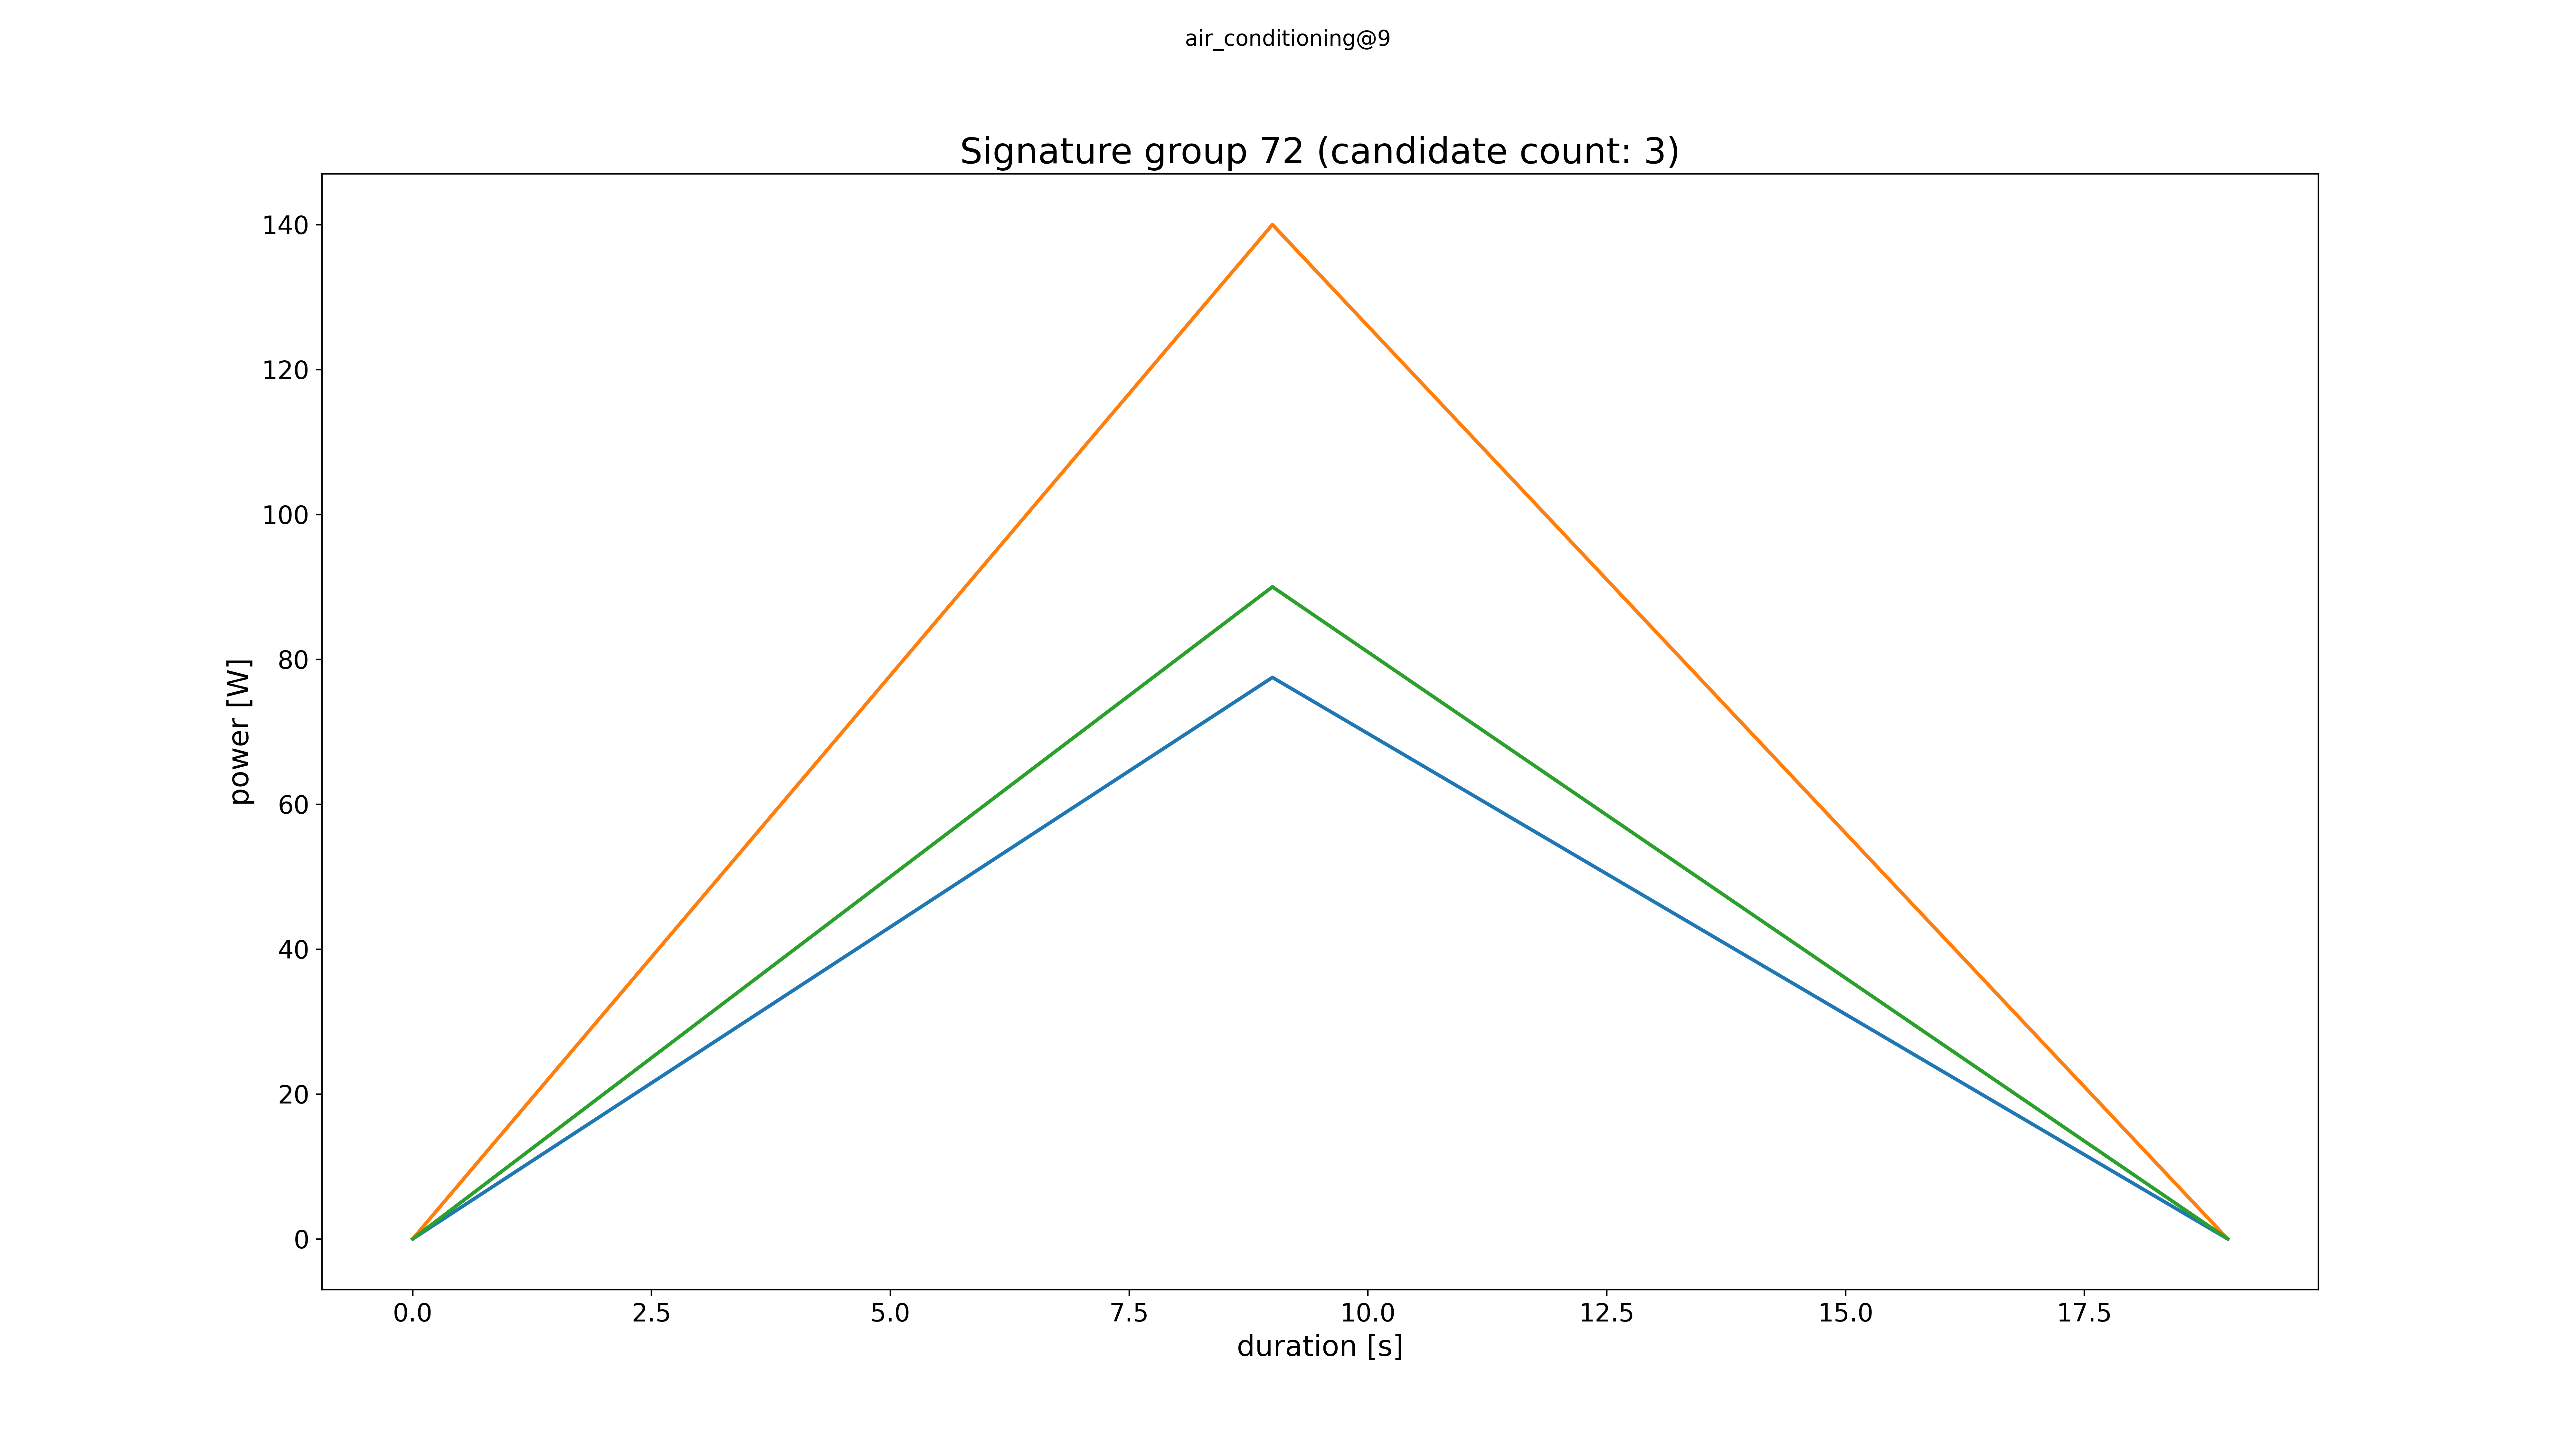 air_conditioning@9
Signature group 72 (candidate count: 3)
140
120
100
80
60
40
20
0
power [W]
0.0 2.5 5.0 7.5 10.0 12.5 15.0 17.5
duration [s]